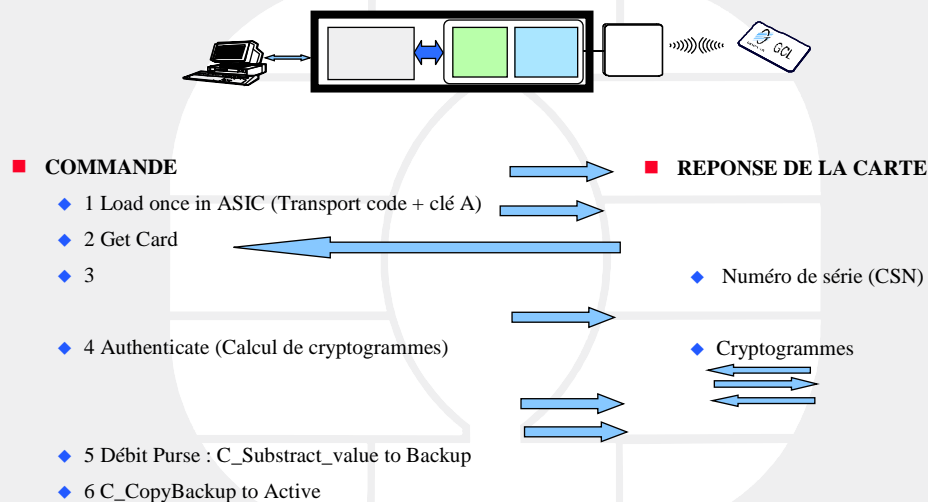 GCL
COMMANDE
REPONSE DE LA CARTE
1 Load once in ASIC (Transport code + clé A)
2 Get Card
3
Numéro de série (CSN)
4 Authenticate (Calcul de cryptogrammes)
Cryptogrammes
5 Débit Purse : C_Substract_value to Backup
6 C_CopyBackup to Active